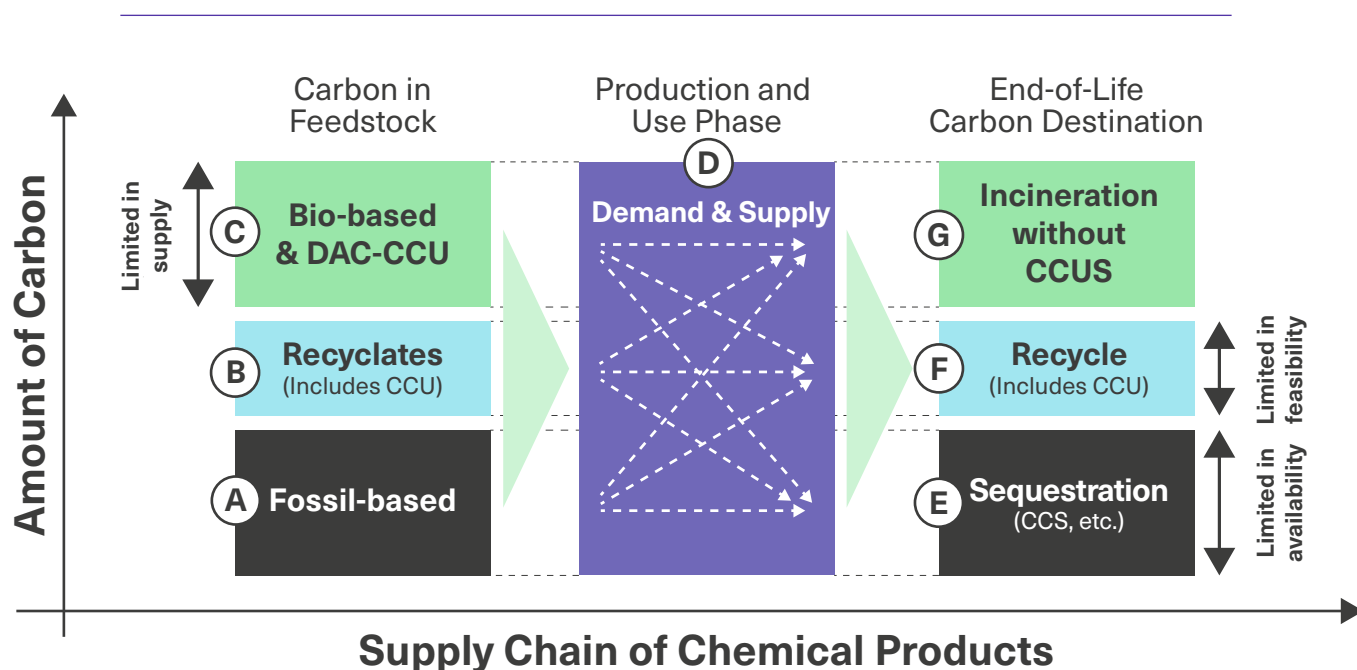 Carbon in
Feedstock
Production and
Use Phase
End-of-Life
Carbon Destination
Amount of Carbon
Limited in
supply
C
Bio-based
& DAC-CCU
B
Recyclates
(Includes CCU)
A
Fossil-based
D
Demand & Supply
G
Incineration
without
CCUS
F
Recycle
(Includes CCU)
Limited in
feasibility
E
Sequestration
(CCS, etc.)
Limited in
availability
Supply Chain of Chemical Products